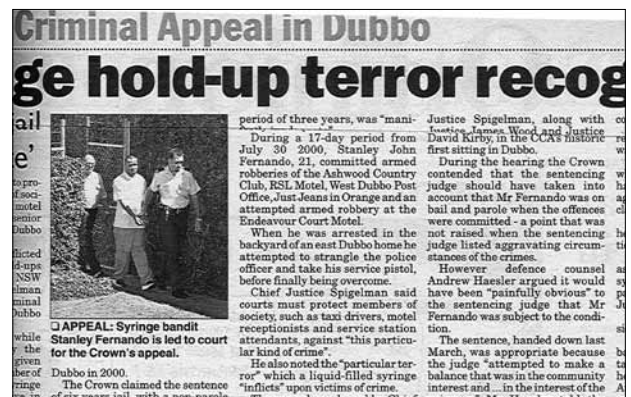 Criminal Appeal in Dubbo
ge hold-up terror recog
ail
e'
to pro-
f soci-
motel
senior
Dubbo
flicted
d-ups
NSW
elman
minal
Dubbo
while
the
given
ber of
ringe
❑ APPEAL: Syringe bandit
Stanley Fernando is led to court
for the Crown's appeal.
Dubbo in 2000.
The Crown claimed the sentence
of six years jail, with a non-parole
period of three years, was "mani-
During a 17-day period from
July 30 2000, Stanley John
Fernando, 21, committed armed
robberies of the Ashwood Country
Club, RSL Motel, West Dubbo Post
Office, Just Jeans in Orange and an
attempted armed robbery at the
Endeavour Court Motel.
When he was arrested in the
backyard of an east Dubbo home he
attempted to strangle the police
officer and take his service pistol,
before finally being overcome.
Chief Justice Spigelman said
courts must protect members of
society, such as taxi drivers, motel
receptionists and service station
attendants, against "this particu-
lar kind of crime".
He also noted the "particular ter-
ror" which a liquid-filled syringe
"inflicts" upon victims of crime.
Justice Spigelman, along with
Justice James Wood and Justice
David Kirby, in the CCA's historic
first sitting in Dubbo.
During the hearing the Crown
contended that the sentencing
judge should have taken into
account that Mr Fernando was on
bail and parole when the offences
were committed - a point that was
not raised when the sentencing
judge listed aggravating circum-
stances of the crimes.
However defence counsel
Andrew Haesler argued it would
have been "painfully obvious" to
the sentencing judge that Mr
Fernando was subject to the condi-
tion.
The sentence, handed down last
March, was appropriate because
the judge "attempted to make a
balance that was in the community
interest and ... in the interest of the